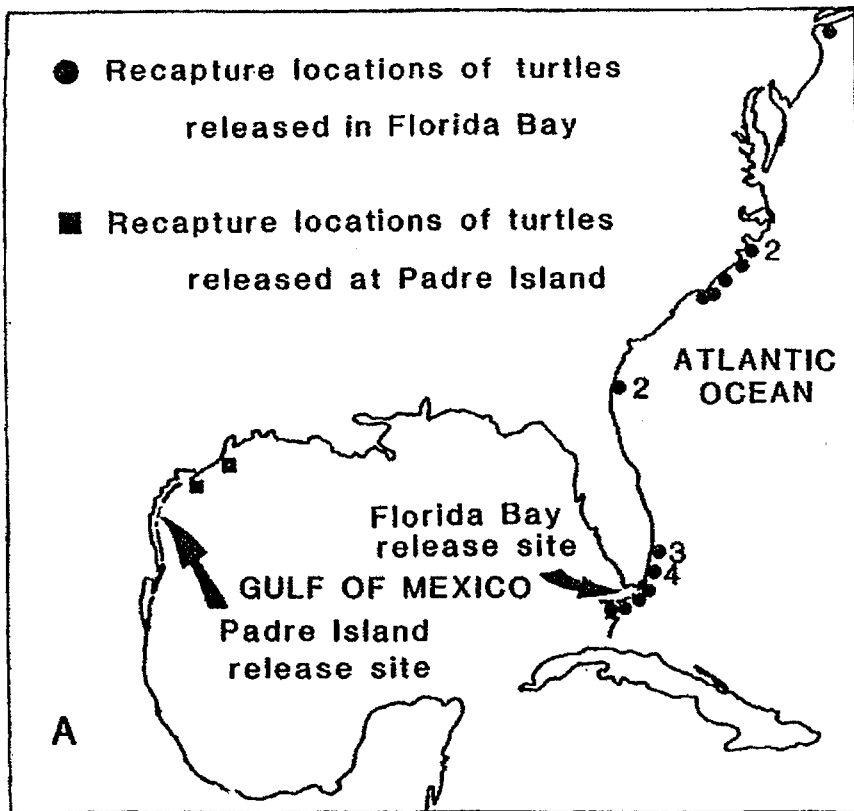 Recapture locations of turtles
released in Florida Bay
Recapture locations of turtles
released at Padre Island
2
ATLANTIC
OCEAN
2
Florida Bay
release site
3
4
GULF OF MEXICO
Padre Island
release site
7
A